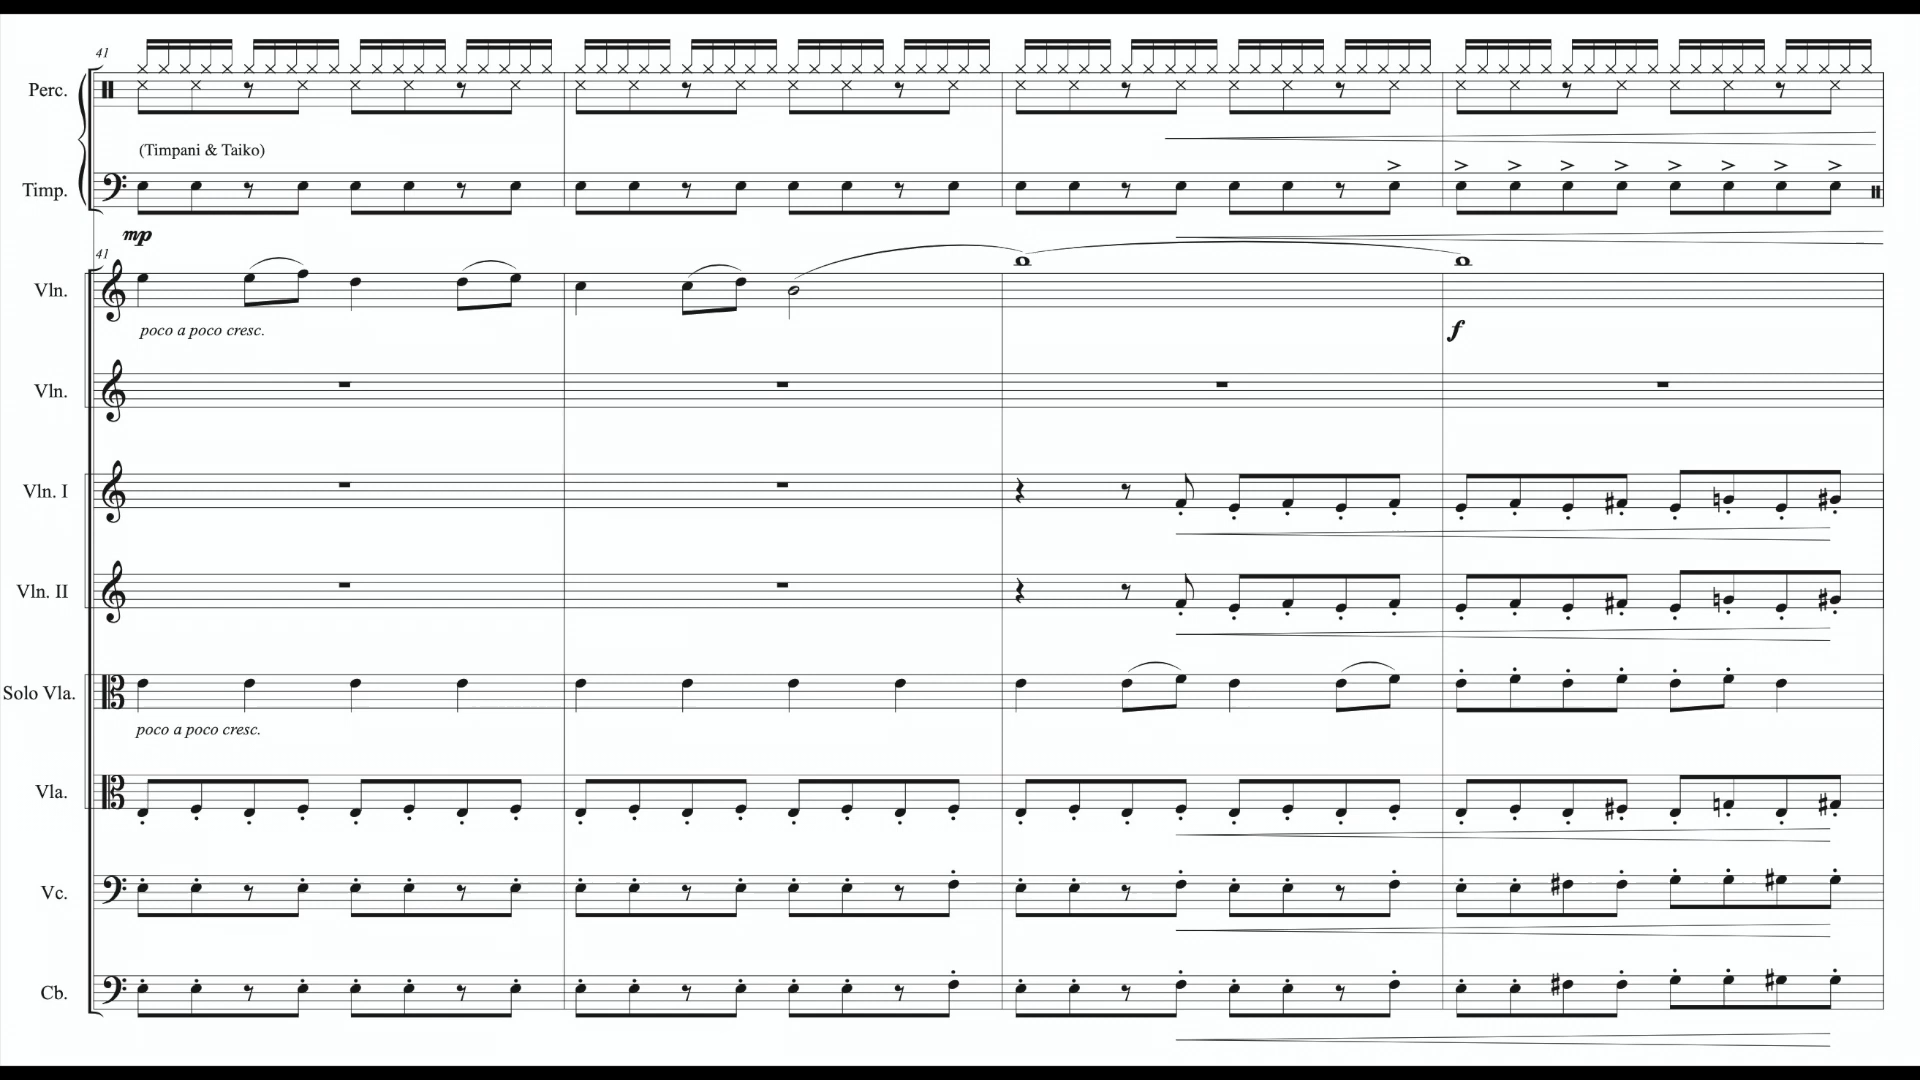 41
Perc.
(Timpani & Taiko)
Timp.
mp
41
Vln.
poco a poco cresc.
f
Vln.
Vln. I
Vln. II
Solo Vla.
poco a poco cresc.
Vla.
Vc.
Cb.